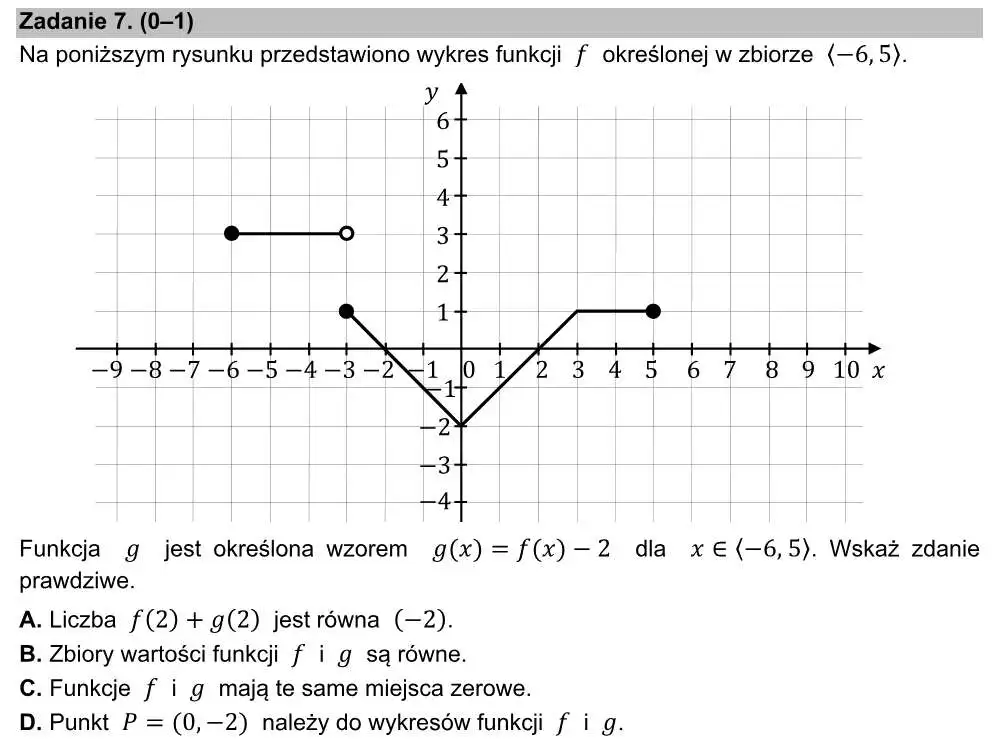 Zadanie 7. (0–1)
Na poniższym rysunku przedstawiono wykres funkcji f określonej w zbiorze ⟨−6, 5⟩.
y
6
5
4
3
2
1
−9 −8 −7 −6 −5 −4 −3 −2 −1 0 1 2 3 4 5 6 7 8 9 10 x
−1
−2
−3
−4
Funkcja g jest określona wzorem g(x) = f(x) − 2 dla x ∈ ⟨−6, 5⟩. Wskaż zdanie
prawdziwe.
A. Liczba f(2) + g(2) jest równa (−2).
B. Zbiory wartości funkcji f i g są równe.
C. Funkcje f i g mają te same miejsca zerowe.
D. Punkt P = (0, −2) należy do wykresów funkcji f i g.